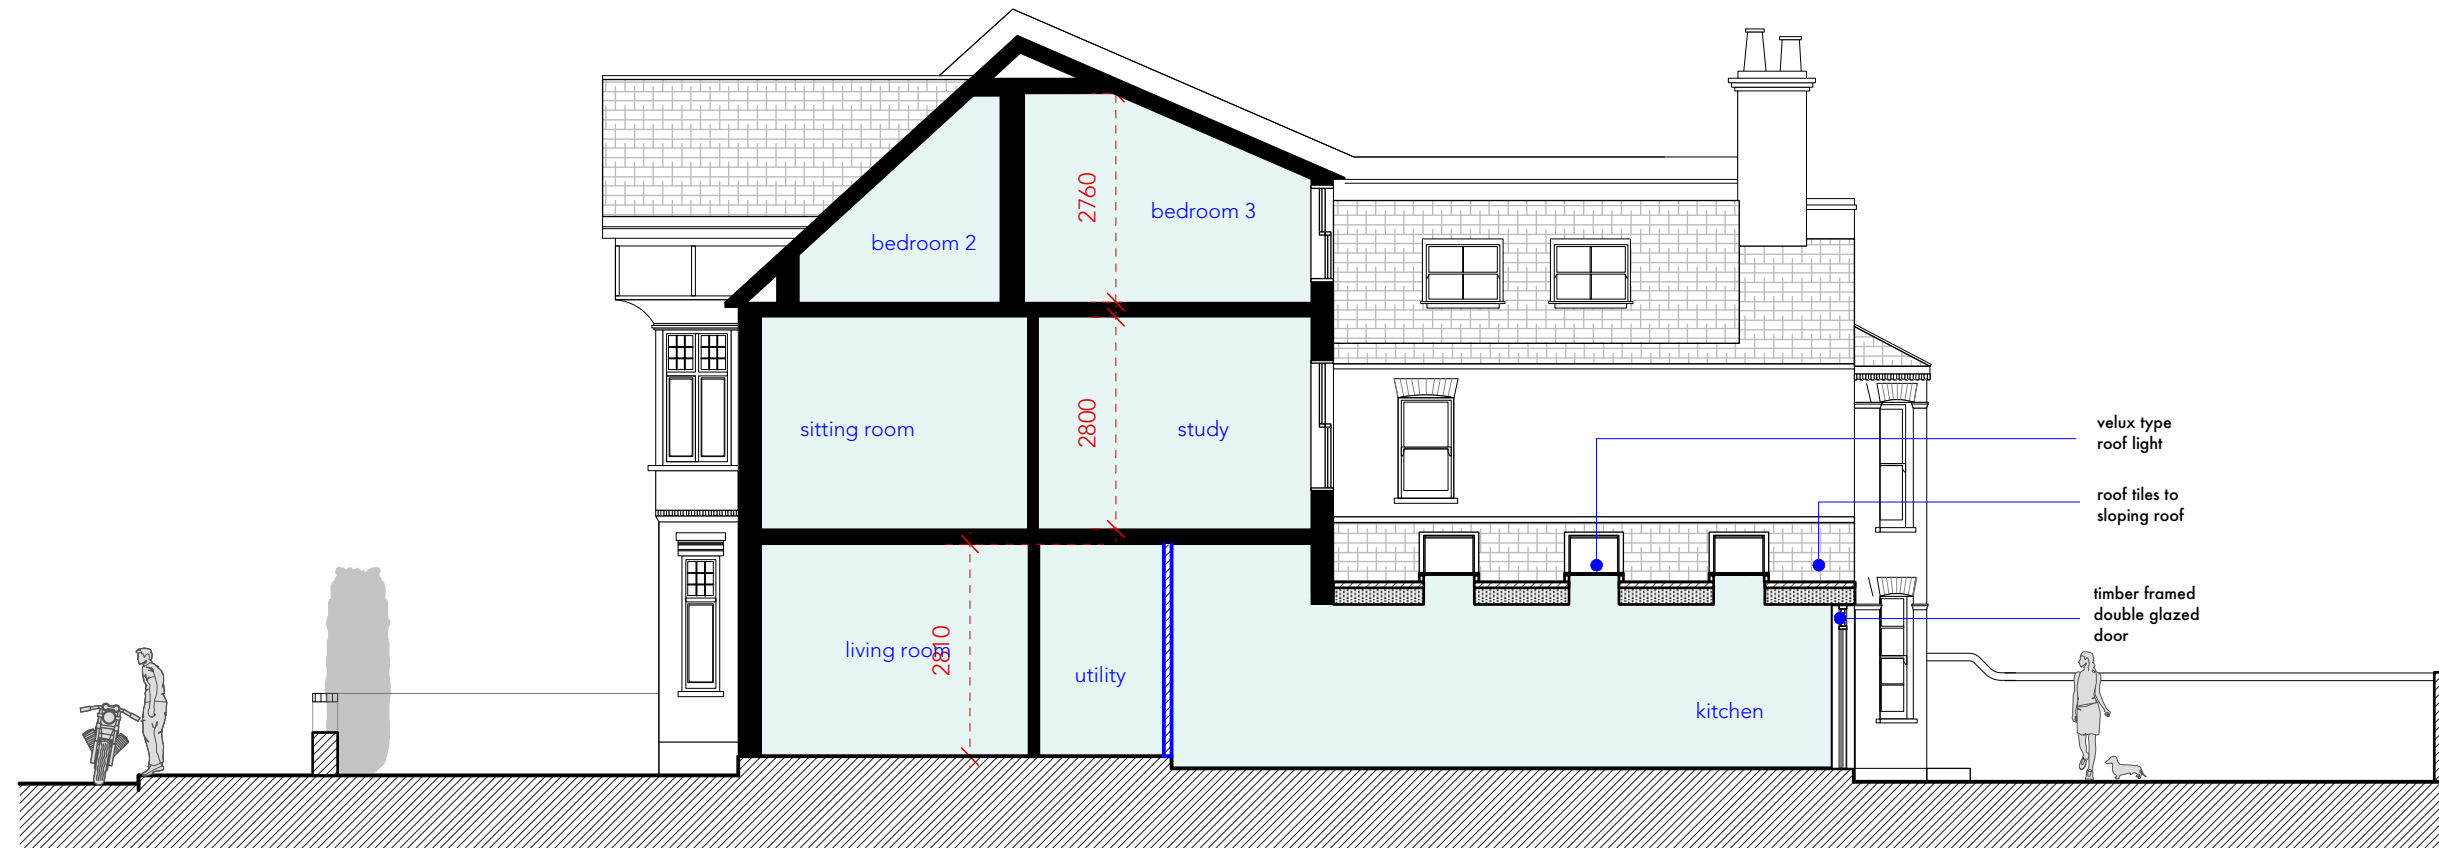 2760
bedroom 3
bedroom 2
sitting room
2800
study
velux type
roof light
roof tiles to
sloping roof
timber framed
double glazed
door
living room
2810
utility
kitchen